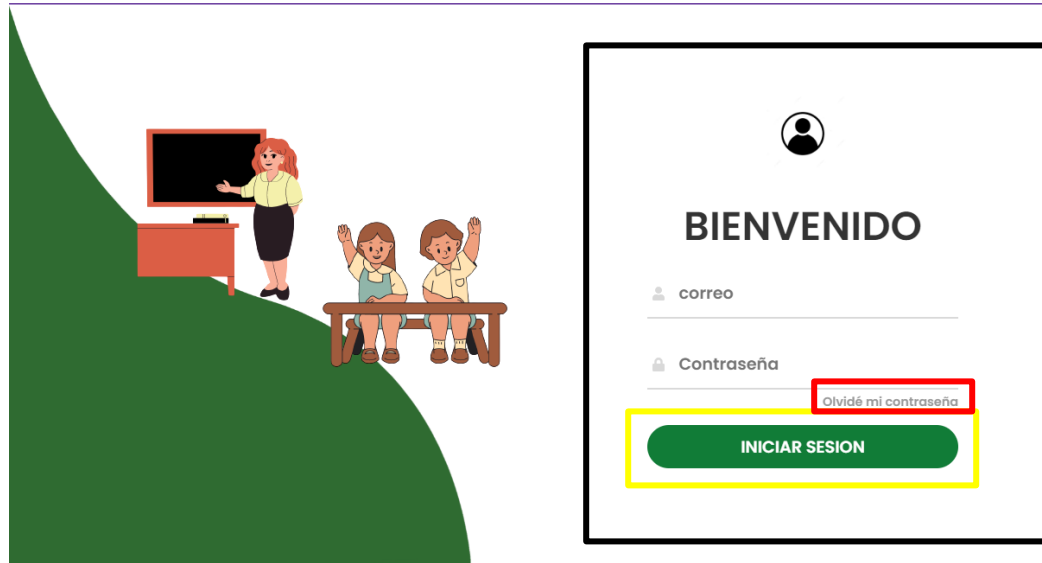 BIENVENIDO
correo
Contraseña
Olvidé mi contraseña
INICIAR SESION